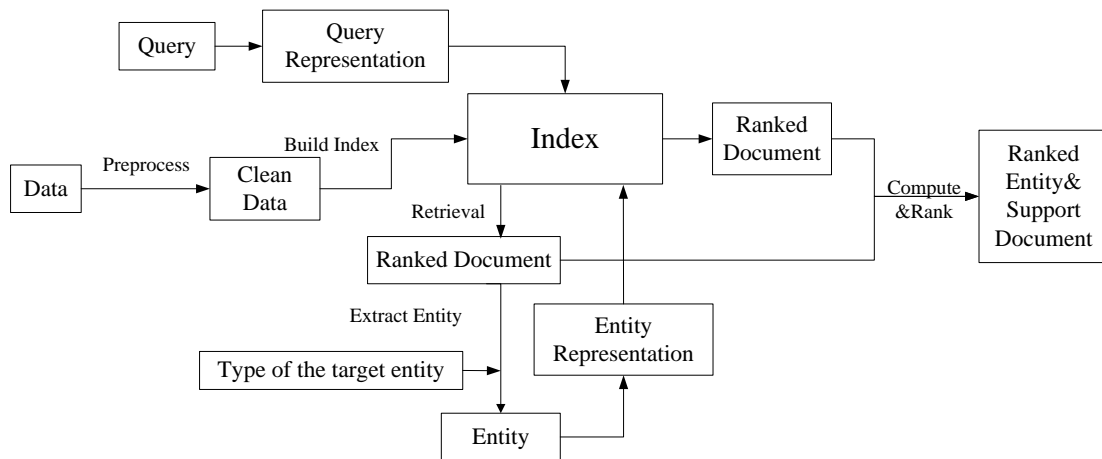 Query
Query
Representation
Index
Ranked
Document
Ranked
Entity&
Support
Document
Build Index
Preprocess
Data
Clean
Data
Compute
&Rank
Retrieval
Ranked Document
Extract Entity
Entity
Representation
Type of the target entity
Entity